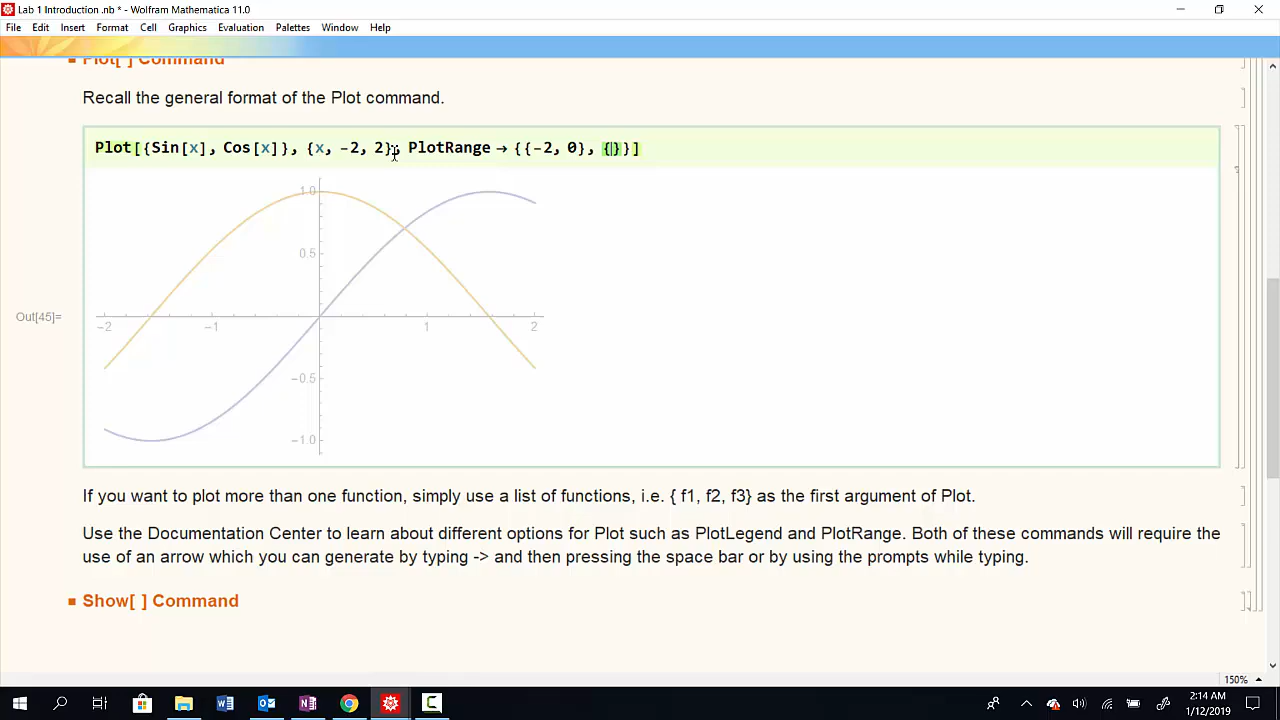 Lab 1 Introduction .nb * - Wolfram Mathematica 11.0
File Edit Insert Format Cell Graphics Evaluation Palettes Window Help
Plot[ ] Command
Recall the general format of the Plot command.
Plot[{Sin[x], Cos[x]}, {x, -2, 2}, PlotRange → {{-2, 0}, {}}]
1.0
0.5
Out[45]=
-2 -1 1 2
-0.5
-1.0
If you want to plot more than one function, simply use a list of functions, i.e. { f1, f2, f3} as the first argument of Plot.
Use the Documentation Center to learn about different options for Plot such as PlotLegend and PlotRange. Both of these commands will require the
use of an arrow which you can generate by typing -> and then pressing the space bar or by using the prompts while typing.
Show[ ] Command
150%
2:14 AM
1/12/2019